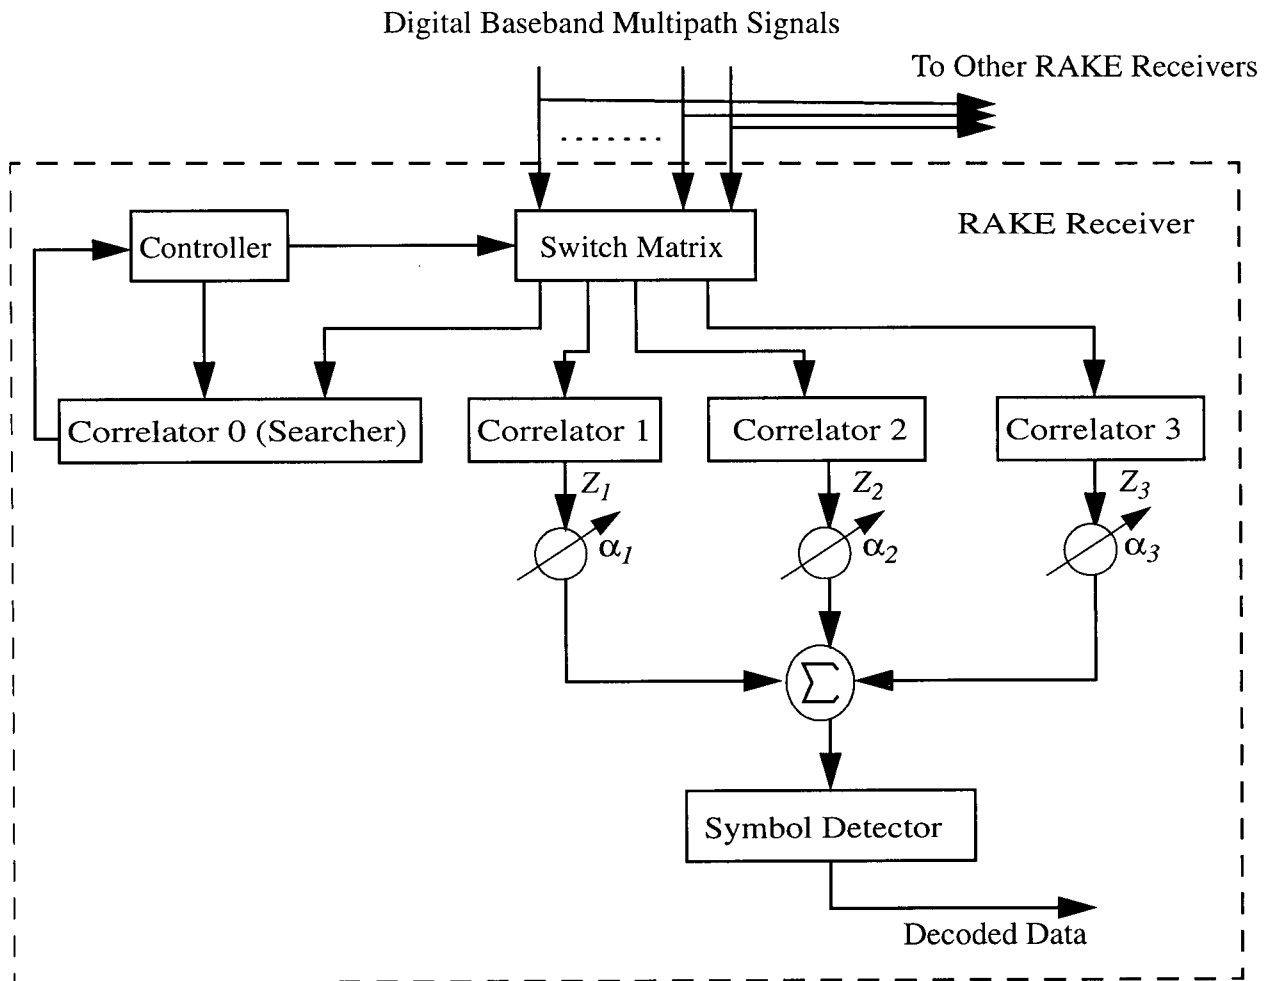 Digital Baseband Multipath Signals
To Other RAKE Receivers
RAKE Receiver
Controller
Switch Matrix
Correlator 0 (Searcher)
Correlator 1
Correlator 2
Correlator 3
Z1
Z2
Z3
α1
α2
α3
Σ
Symbol Detector
Decoded Data